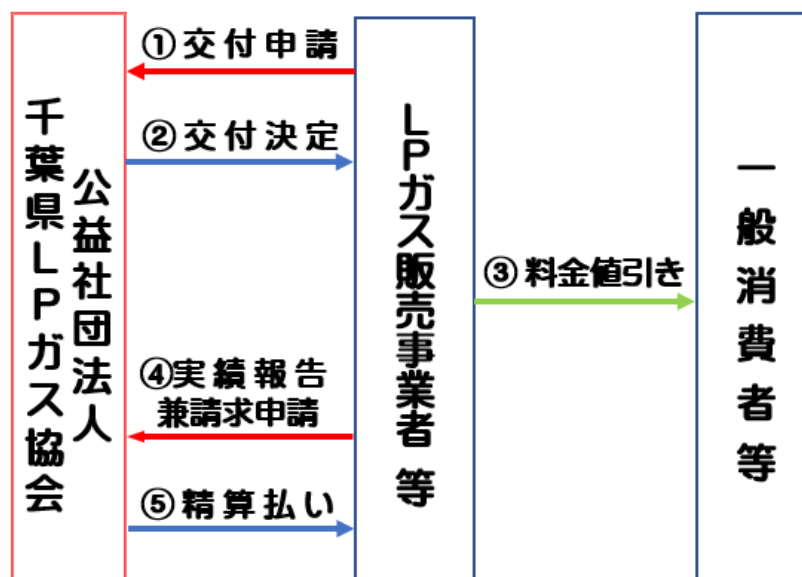 公益社団法人
千葉県LPガス協会
①交付申請
②交付決定
LPガス販売事業者 等
③料金値引き
一般消費者等
④実績報告
兼請求申請
⑤精算払い